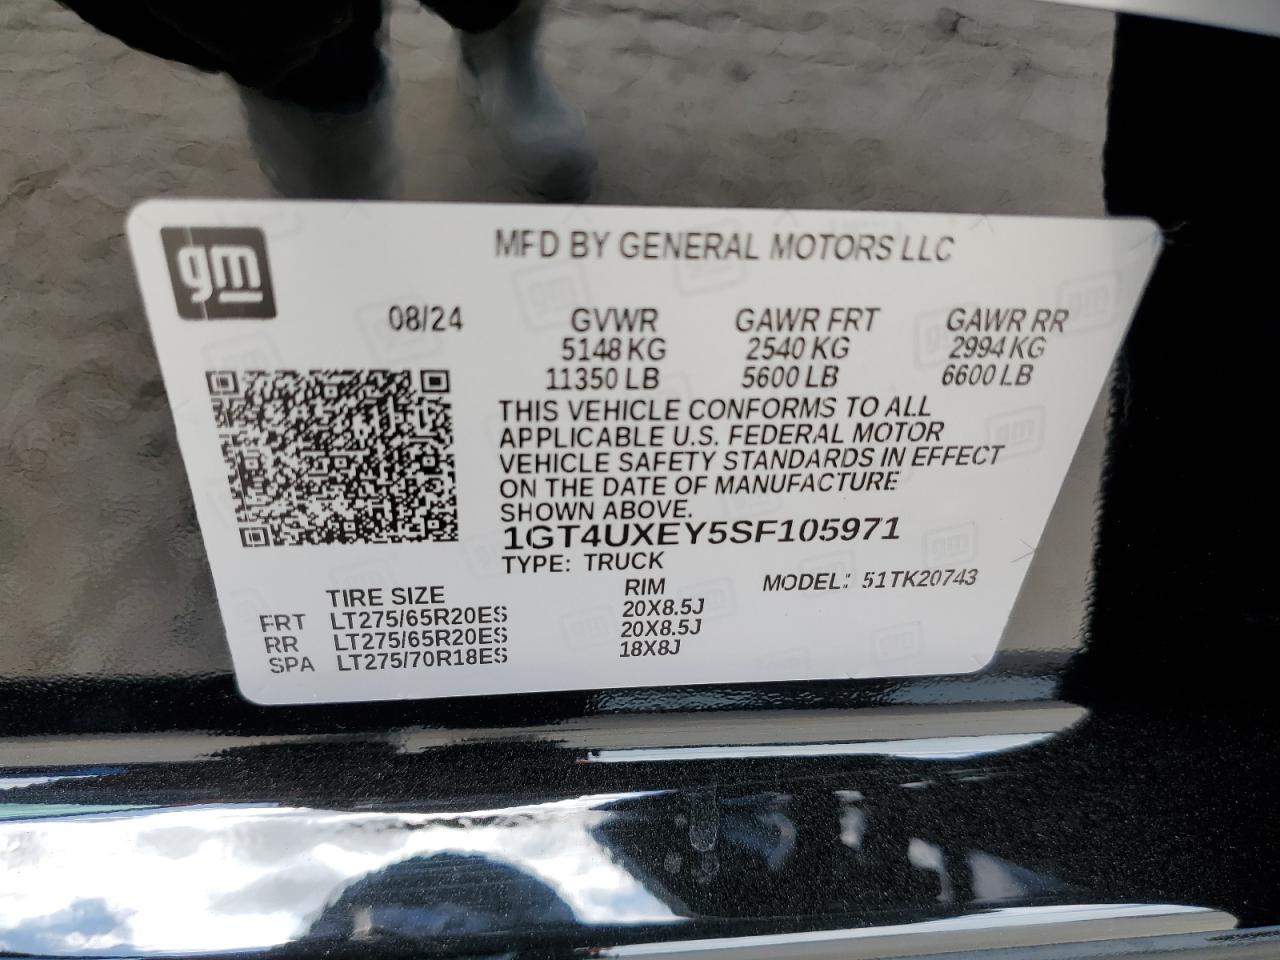 gm
MFD BY GENERAL MOTORS LLC
08/24
GVWR GAWR FRT GAWR RR
5148 KG 2540 KG 2994 KG
11350 LB 5600 LB 6600 LB
THIS VEHICLE CONFORMS TO ALL
APPLICABLE U.S. FEDERAL MOTOR
VEHICLE SAFETY STANDARDS IN EFFECT
ON THE DATE OF MANUFACTURE
SHOWN ABOVE.
1GT4UXEY5SF105971
TYPE: TRUCK
TIRE SIZE RIM MODEL: 51TK20743
FRT LT275/65R20ES 20X8.5J
RR LT275/65R20ES 20X8.5J
SPA LT275/70R18ES 18X8J